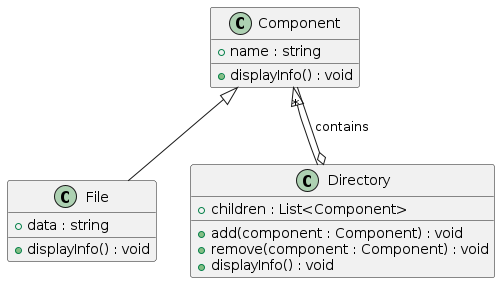 C Component
name : string
displayInfo() : void
*
contains
C File
data : string
displayInfo() : void
C Directory
children : List<Component>
add(component : Component) : void
remove(component : Component) : void
displayInfo() : void